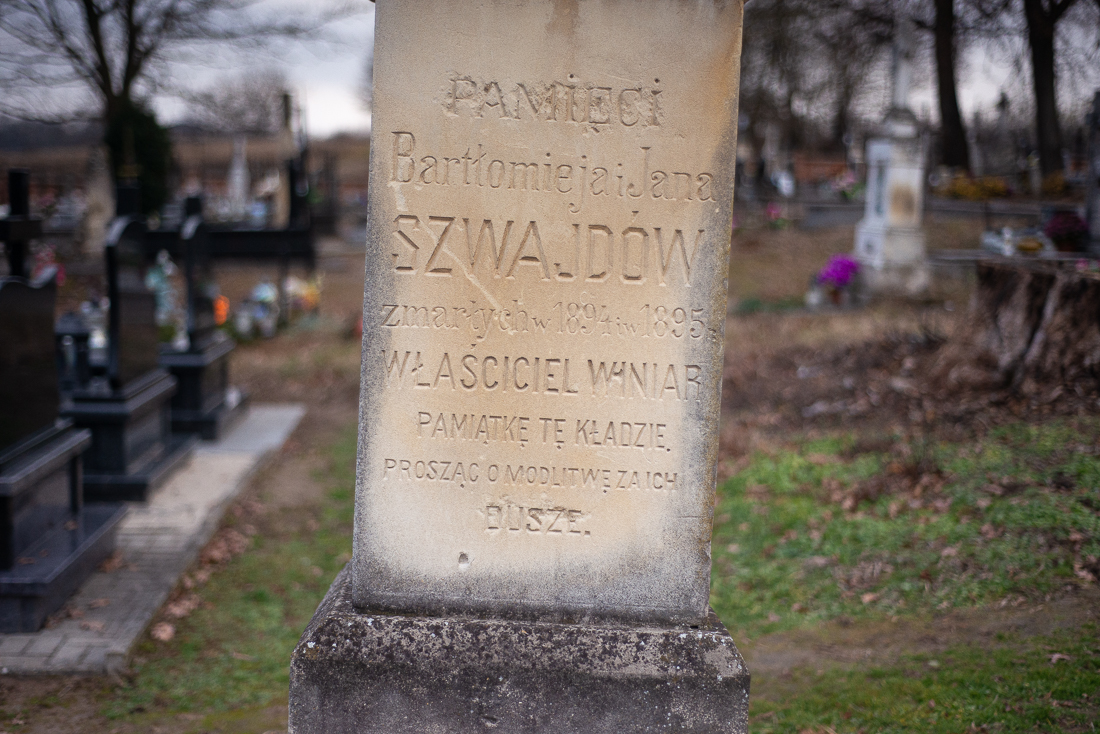 PAMIĘCI
Bartłomieja i Jana
SZWAJDÓW
zmarłych w 1894 i w 1895 r.
WŁAŚCICIEL WINIAR
PAMIĄTKĘ TĘ KŁADZIE.
PROSZĄC O MODLITWĘ ZA ICH
DUSZE.